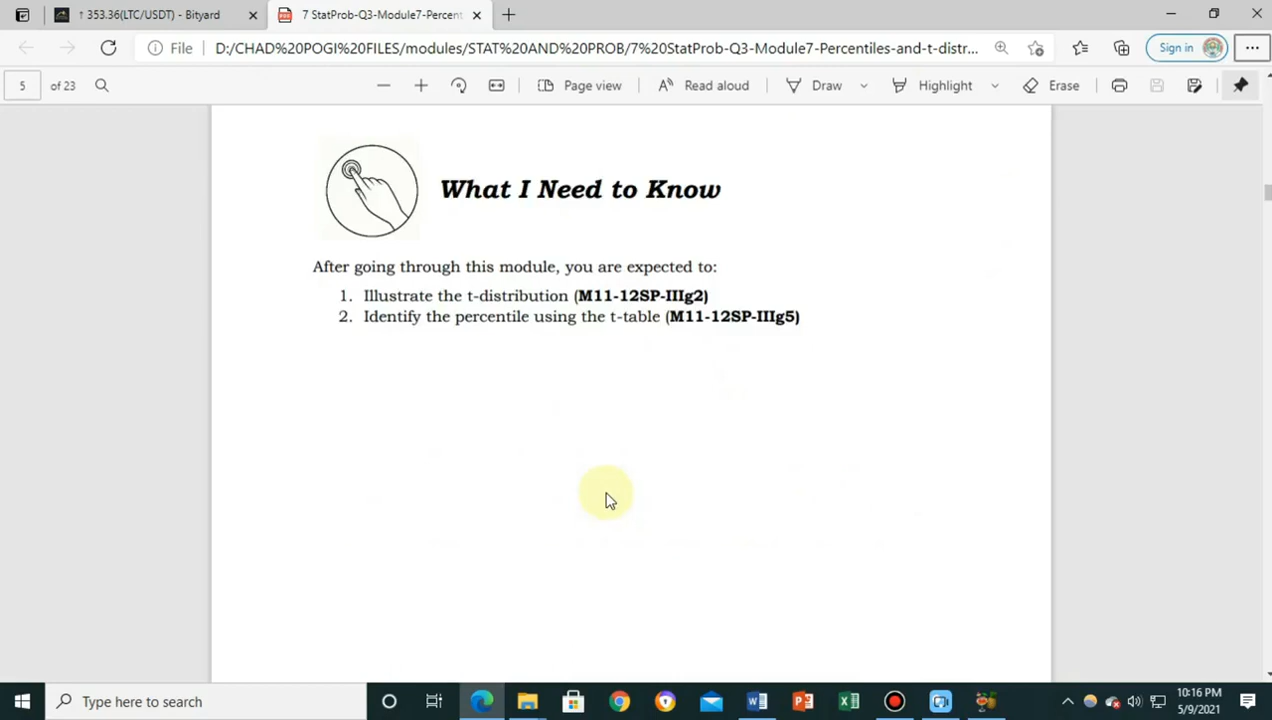 ↑ 353.36(LTC/USDT) - Bityard
7 StatProb-Q3-Module7-Percent
File
D:/CHAD%20POGI%20FILES/modules/STAT%20AND%20PROB/7%20StatProb-Q3-Module7-Percentiles-and-t-distr...
Sign in
5 of 23
Page view
Read aloud
Draw
Highlight
Erase
What I Need to Know
After going through this module, you are expected to:
1. Illustrate the t-distribution (M11-12SP-IIIg2)
2. Identify the percentile using the t-table (M11-12SP-IIIg5)
Type here to search
10:16 PM
5/9/2021